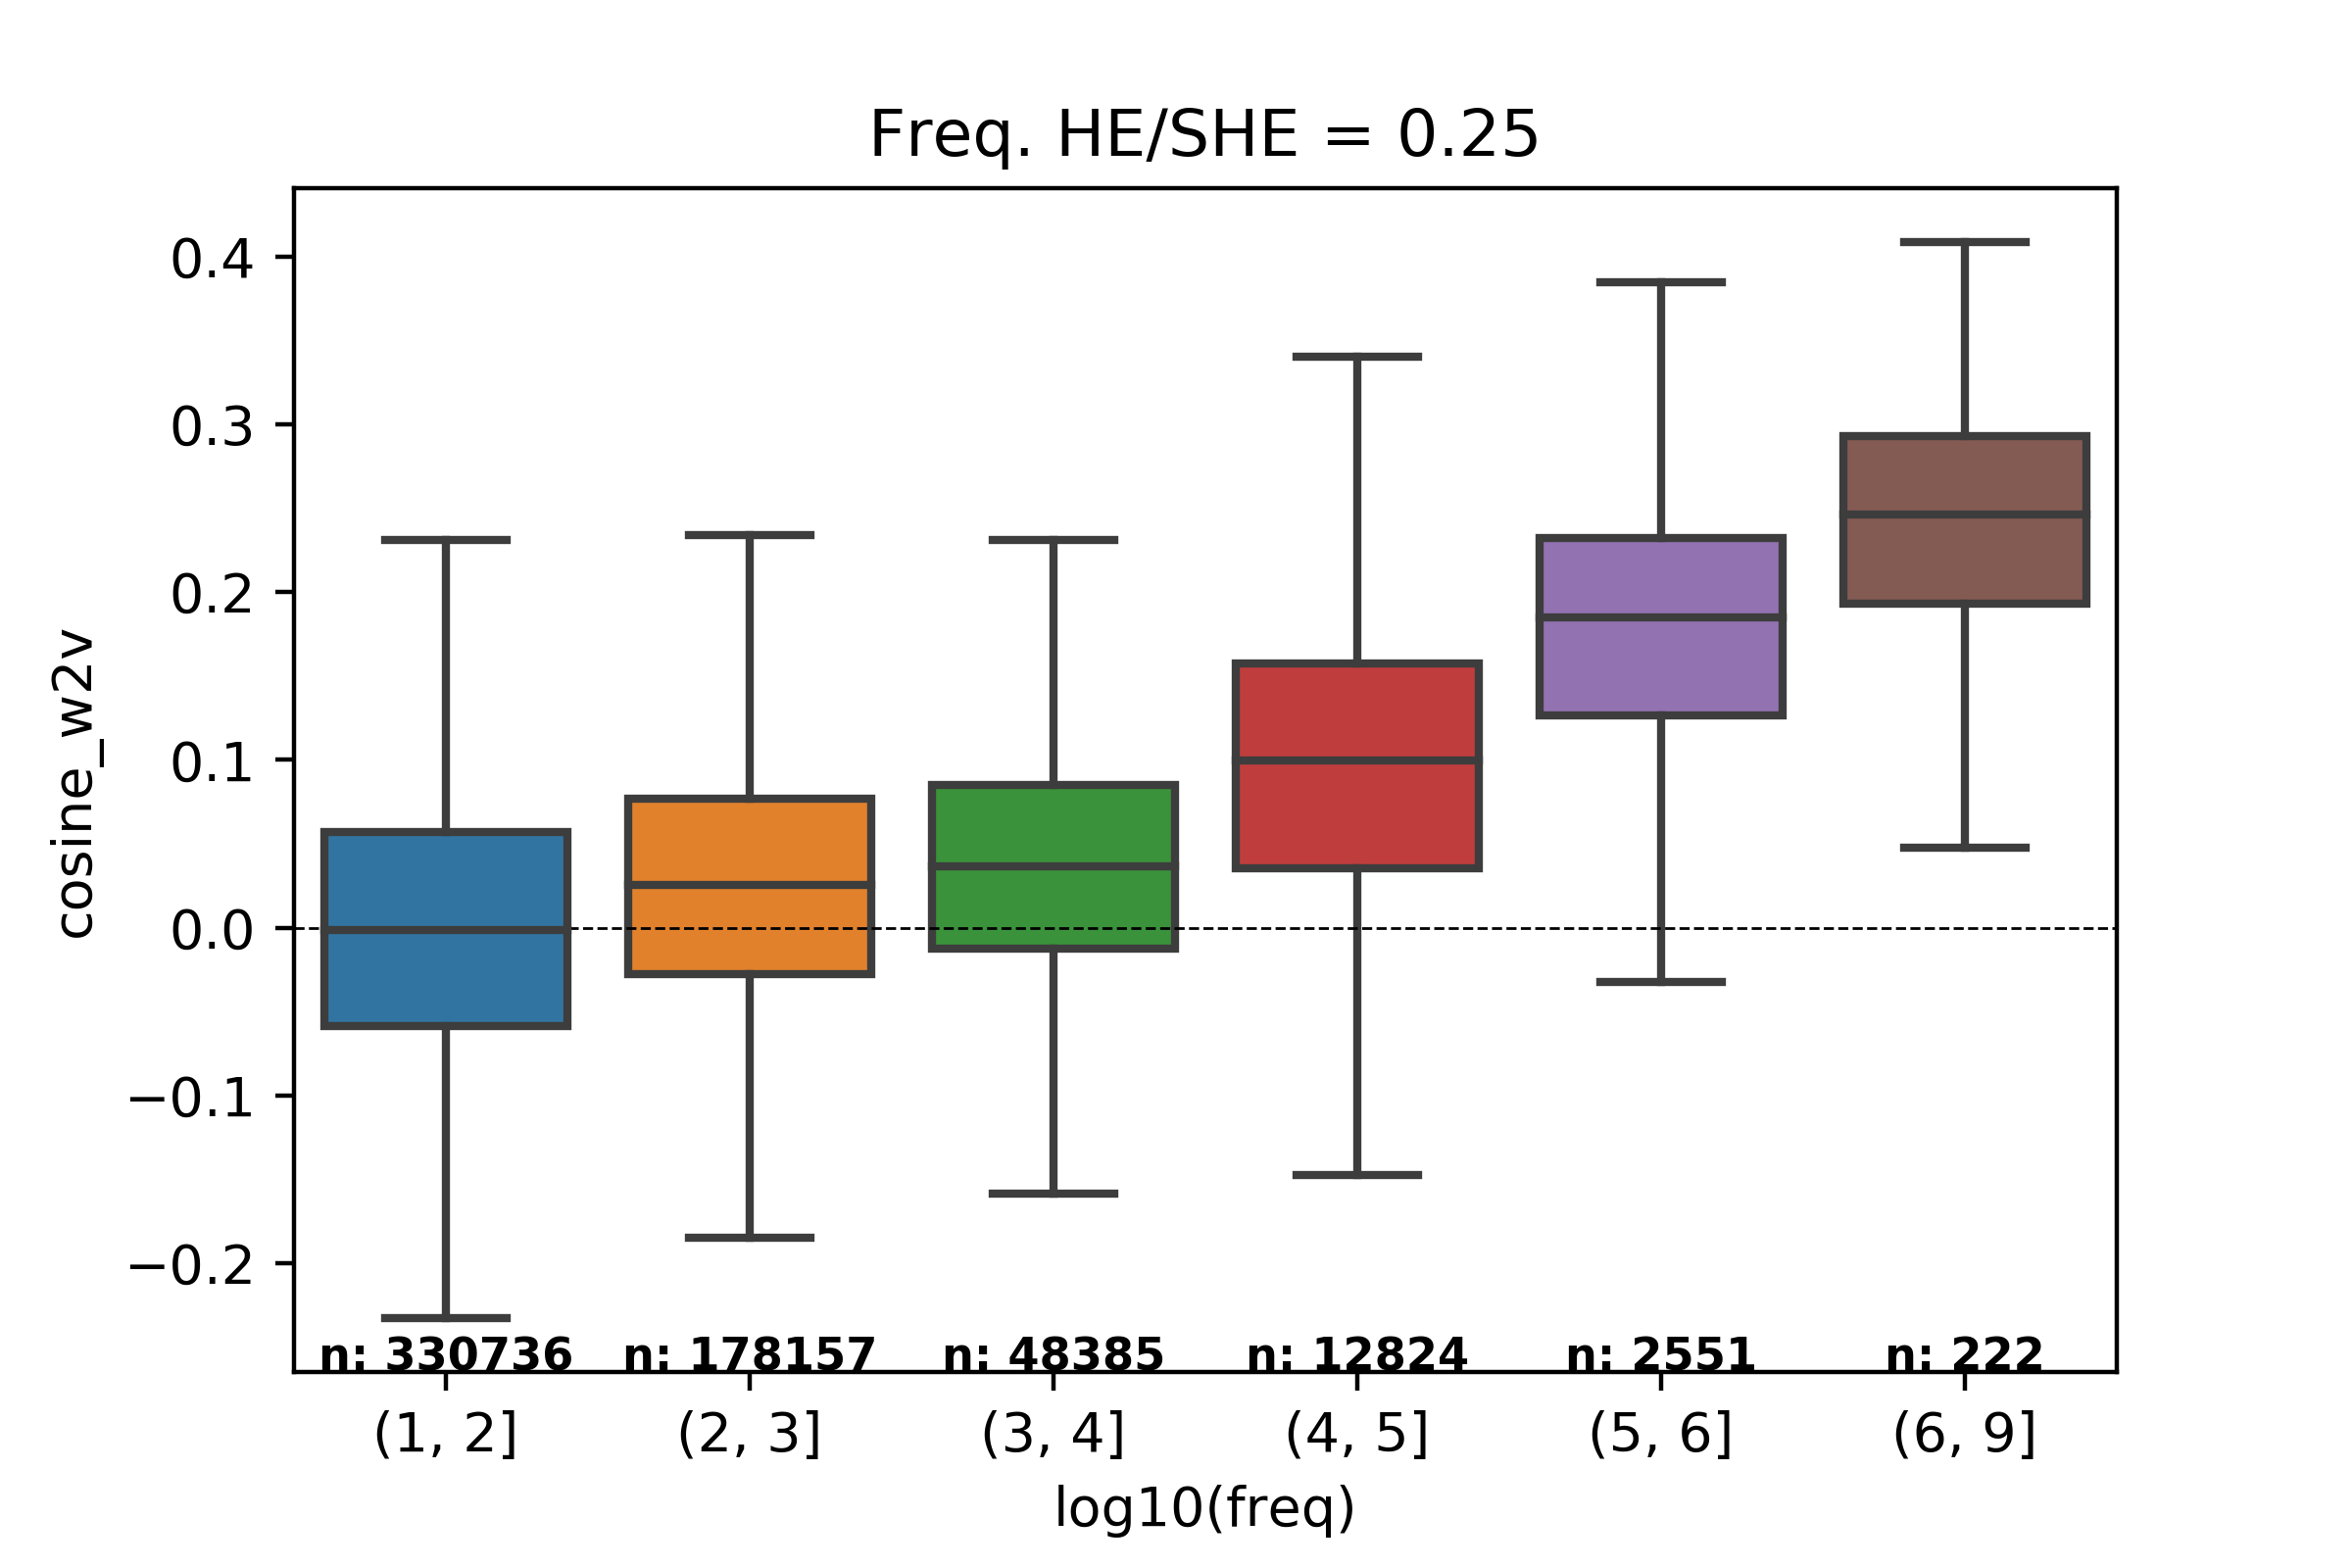 Freq. HE/SHE = 0.25
0.4
0.3
0.2
0.1
0.0
−0.1
−0.2
cosine_w2v
n: 330736 n: 178157 n: 48385 n: 12824 n: 2551 n: 222
(1, 2] (2, 3] (3, 4] (4, 5] (5, 6] (6, 9]
log10(freq)